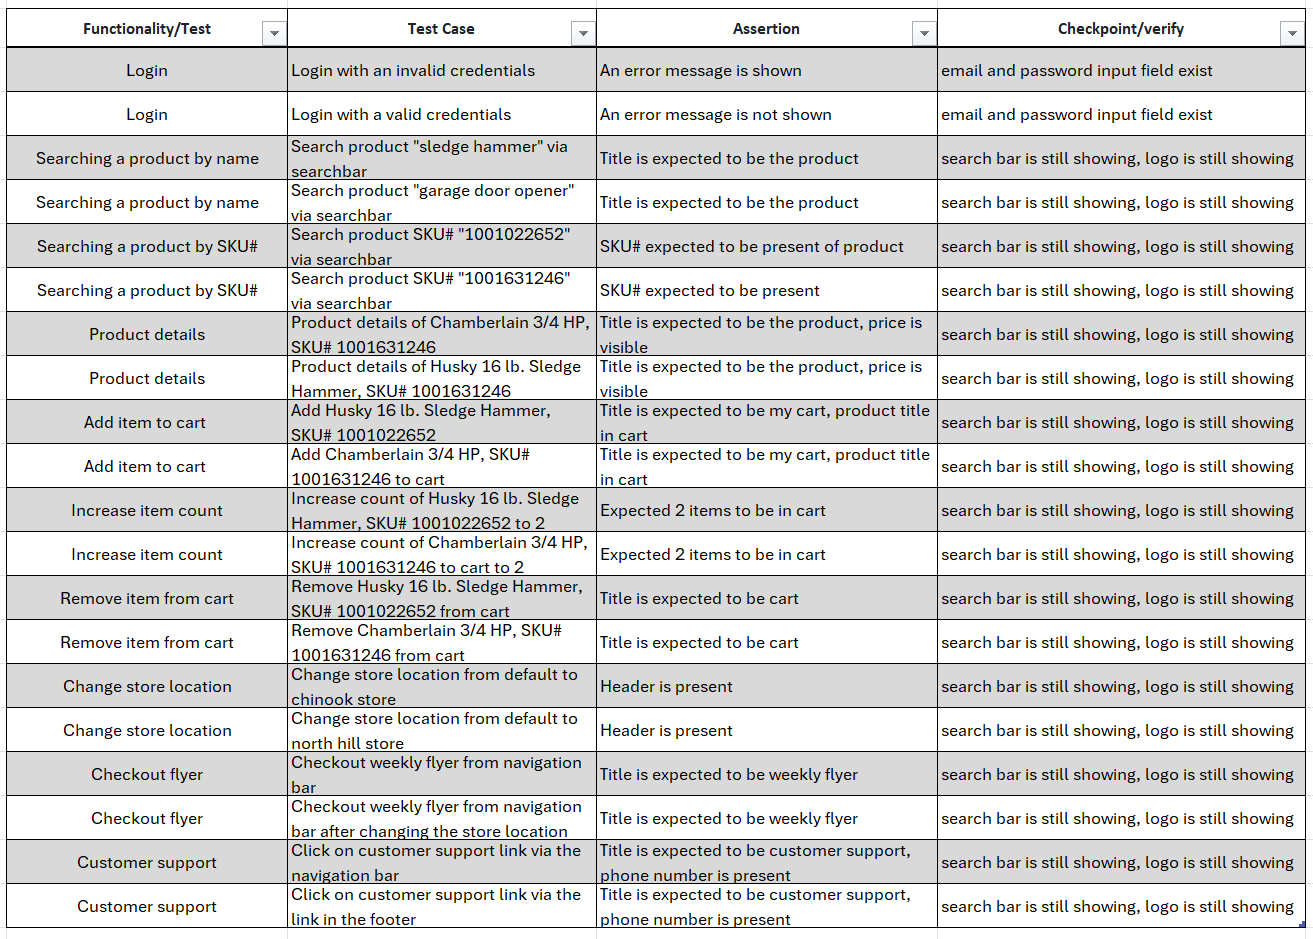 Functionality/Test Test Case Assertion Checkpoint/verify
Login Login with an invalid credentials An error message is shown email and password input field exist
Login Login with a valid credentials An error message is not shown email and password input field exist
Searching a product by name Search product "sledge hammer" via searchbar Title is expected to be the product search bar is still showing, logo is still showing
Searching a product by name Search product "garage door opener" via searchbar Title is expected to be the product search bar is still showing, logo is still showing
Searching a product by SKU# Search product SKU# "1001022652" via searchbar SKU# expected to be present of product search bar is still showing, logo is still showing
Searching a product by SKU# Search product SKU# "1001631246" via searchbar SKU# expected to be present search bar is still showing, logo is still showing
Product details Product details of Chamberlain 3/4 HP, SKU# 1001631246 Title is expected to be the product, price is visible search bar is still showing, logo is still showing
Product details Product details of Husky 16 lb. Sledge Hammer, SKU# 1001631246 Title is expected to be the product, price is visible search bar is still showing, logo is still showing
Add item to cart Add Husky 16 lb. Sledge Hammer, SKU# 1001022652 Title is expected to be my cart, product title in cart search bar is still showing, logo is still showing
Add item to cart Add Chamberlain 3/4 HP, SKU# 1001631246 to cart Title is expected to be my cart, product title in cart search bar is still showing, logo is still showing
Increase item count Increase count of Husky 16 lb. Sledge Hammer, SKU# 1001022652 to 2 Expected 2 items to be in cart search bar is still showing, logo is still showing
Increase item count Increase count of Chamberlain 3/4 HP, SKU# 1001631246 to cart to 2 Expected 2 items to be in cart search bar is still showing, logo is still showing
Remove item from cart Remove Husky 16 lb. Sledge Hammer, SKU# 1001022652 from cart Title is expected to be cart search bar is still showing, logo is still showing
Remove item from cart Remove Chamberlain 3/4 HP, SKU# 1001631246 from cart Title is expected to be cart search bar is still showing, logo is still showing
Change store location Change store location from default to chinook store Header is present search bar is still showing, logo is still showing
Change store location Change store location from default to north hill store Header is present search bar is still showing, logo is still showing
Checkout flyer Checkout weekly flyer from navigation bar Title is expected to be weekly flyer search bar is still showing, logo is still showing
Checkout flyer Checkout weekly flyer from navigation bar after changing the store location Title is expected to be weekly flyer search bar is still showing, logo is still showing
Customer support Click on customer support link via the navigation bar Title is expected to be customer support, phone number is present search bar is still showing, logo is still showing
Customer support Click on customer support link via the link in the footer Title is expected to be customer support, phone number is present search bar is still showing, logo is still showing